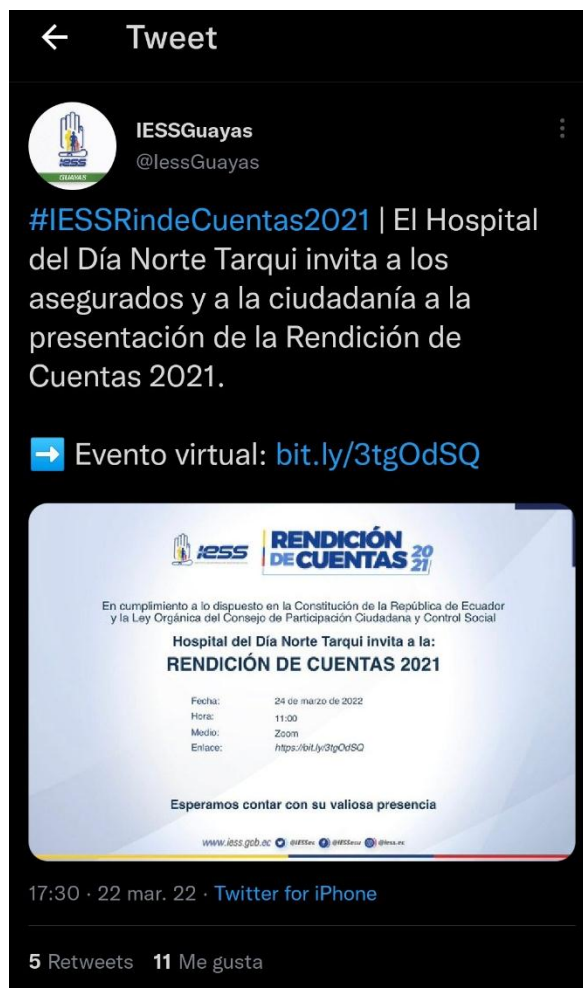 Tweet
IESSGuayas
@IessGuayas
#IESSRindeCuentas2021 | El Hospital
del Día Norte Tarqui invita a los
asegurados y a la ciudadanía a la
presentación de la Rendición de
Cuentas 2021.
➡️ Evento virtual: bit.ly/3tgOdSQ
iess
GUAYAS
iess
RENDICIÓN
DE CUENTAS 2021
En cumplimiento a lo dispuesto en la Constitución de la República de Ecuador
y la Ley Orgánica del Consejo de Participación Ciudadana y Control Social
Hospital del Día Norte Tarqui invita a la:
RENDICIÓN DE CUENTAS 2021
Fecha: 24 de marzo de 2022
Hora: 11:00
Medio: Zoom
Enlace: https://bit.ly/3tgOdSQ
Esperamos contar con su valiosa presencia
www.iess.gob.ec @IESSec @IESSecu @iess.ec
17:30 · 22 mar. 22 · Twitter for iPhone
5 Retweets 11 Me gusta